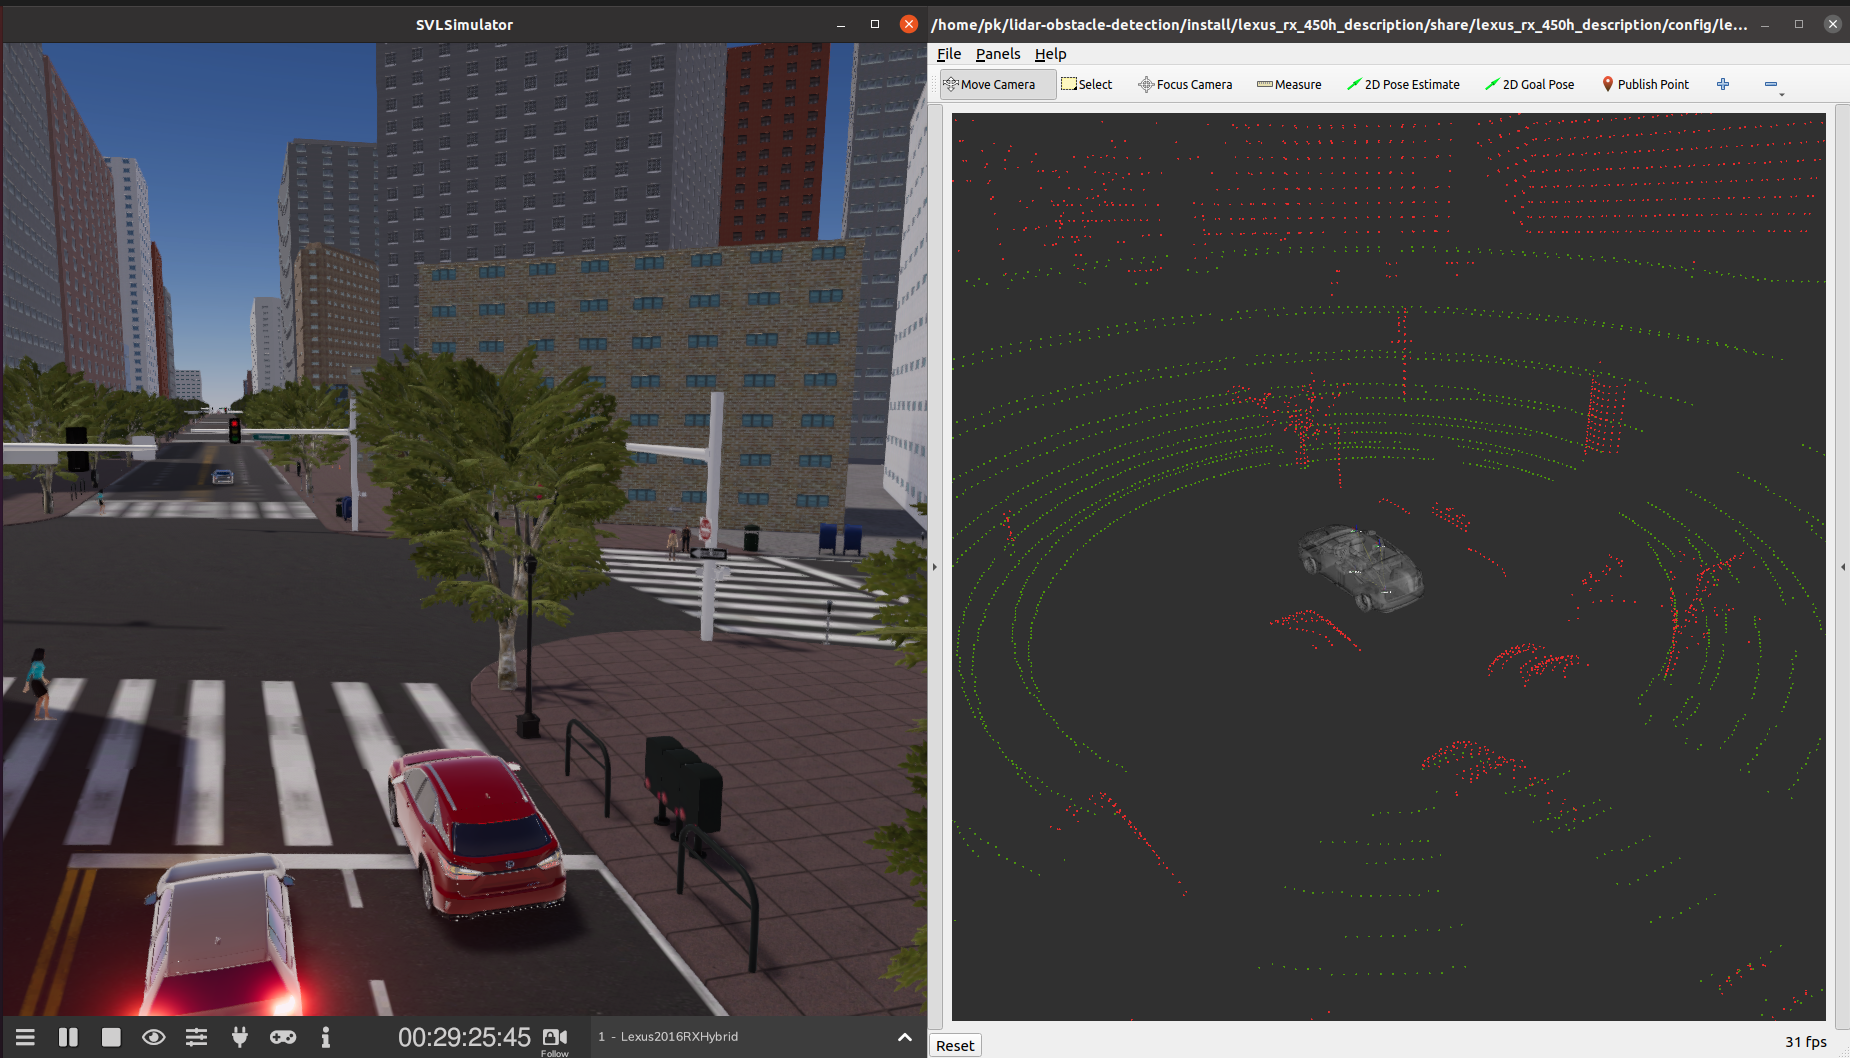 SVLSimulator
/home/pk/lidar-obstacle-detection/install/lexus_rx_450h_description/share/lexus_rx_450h_description/config/le...
File Panels Help
Move Camera Select Focus Camera Measure 2D Pose Estimate 2D Goal Pose Publish Point
00:29:25:45
Follow
1 - Lexus2016RXHybrid
Reset
31 fps